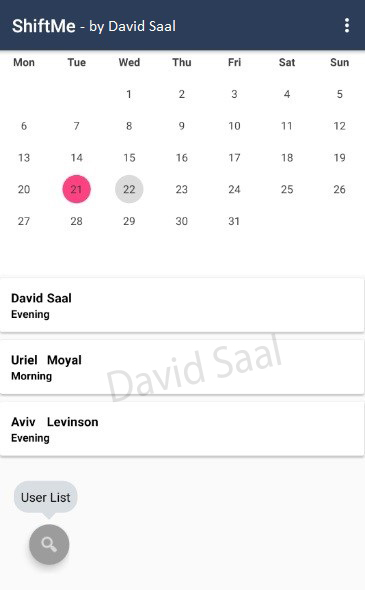 ShiftMe - by David Saal
Mon Tue Wed Thu Fri Sat Sun
1 2 3 4 5
6 7 8 9 10 11 12
13 14 15 16 17 18 19
20 21 22 23 24 25 26
27 28 29 30 31
David Saal
Evening
Uriel Moyal
Morning
David Saal
Aviv Levinson
Evening
User List